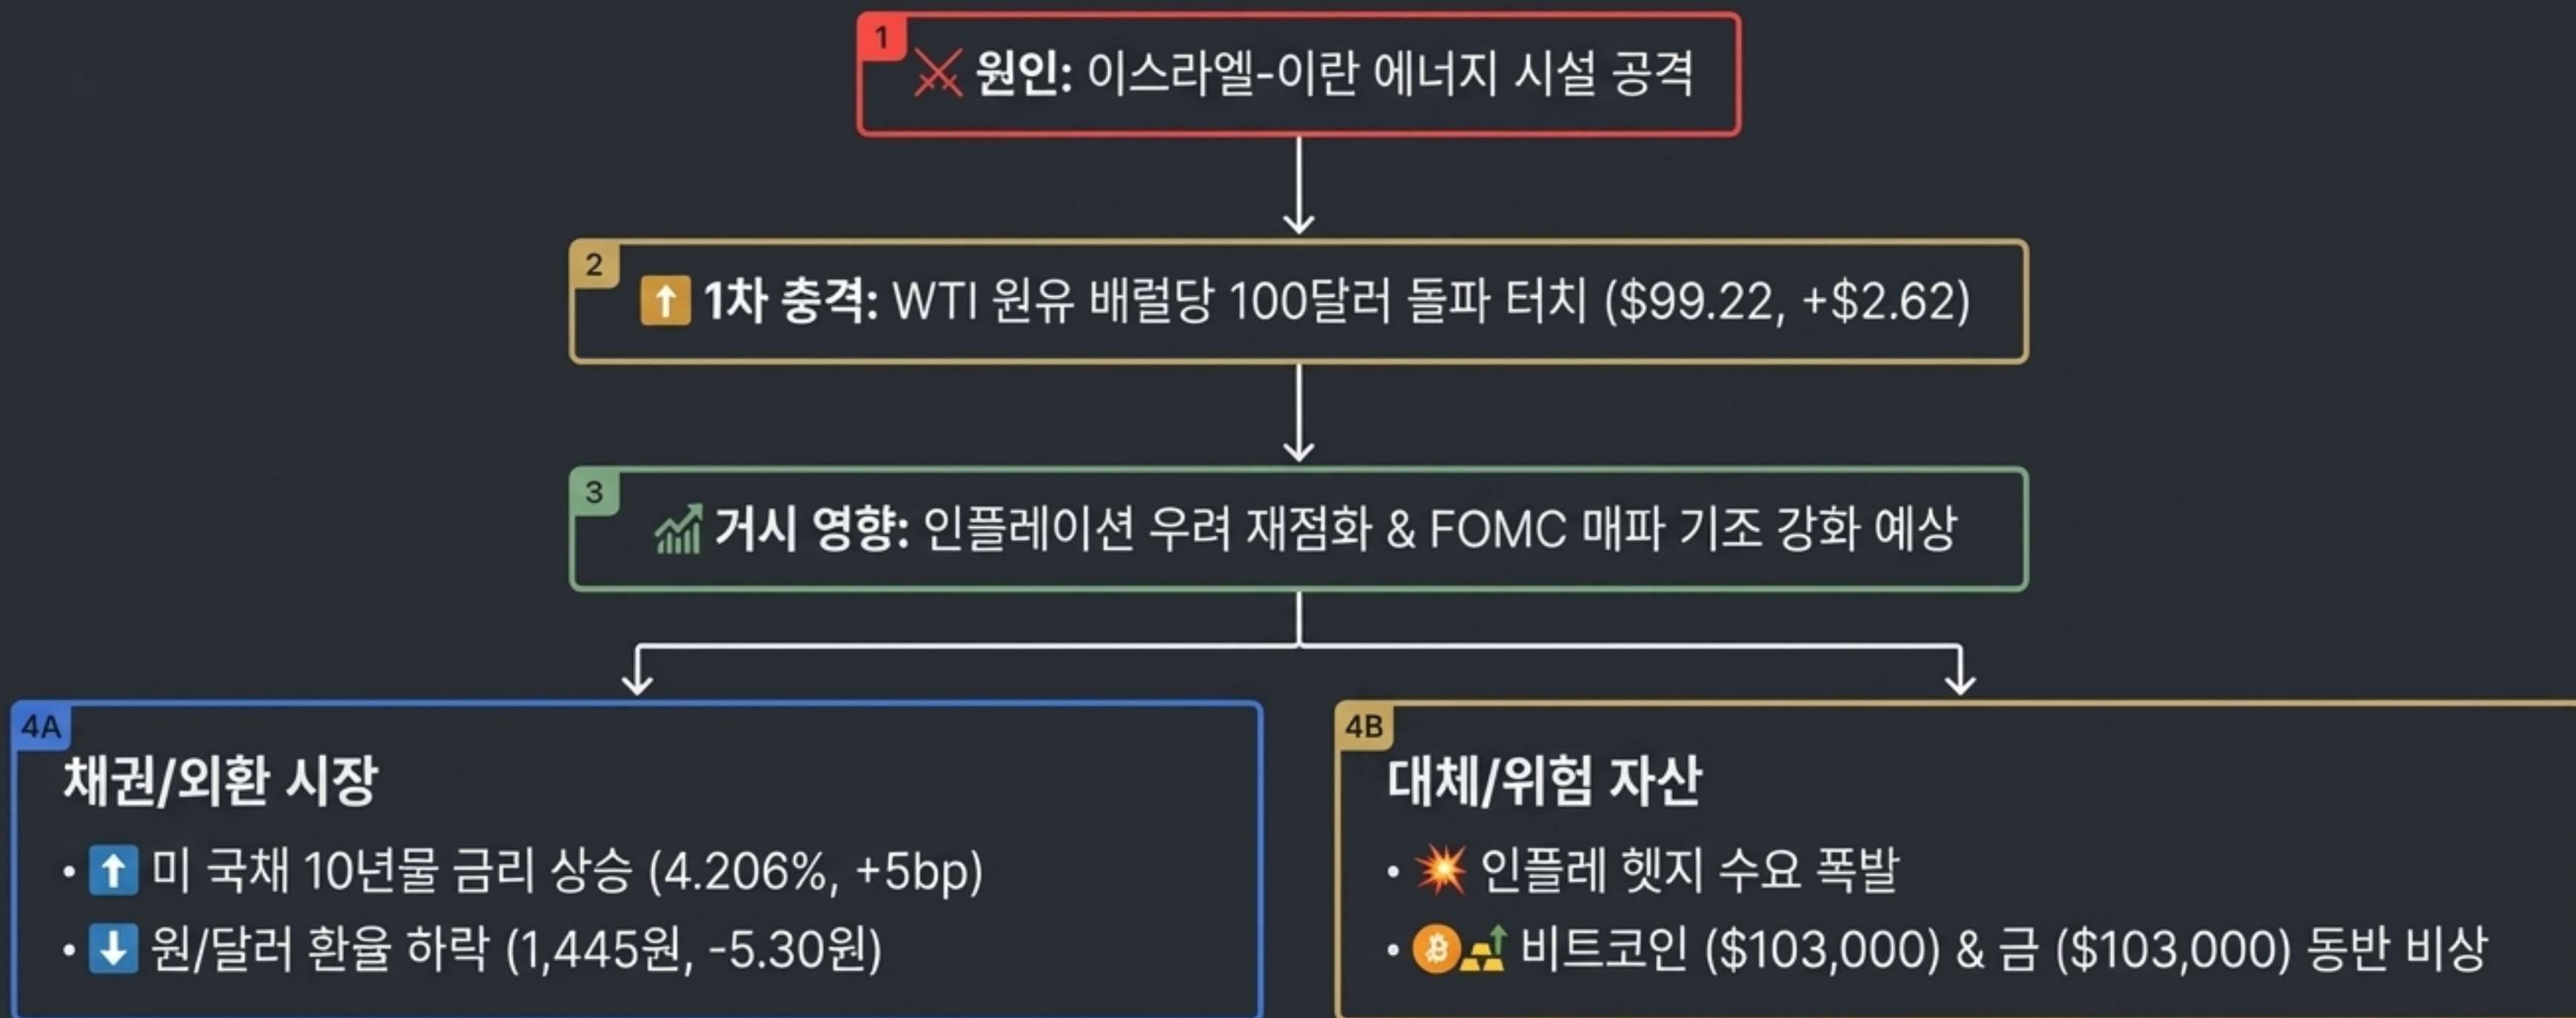 1
원인: 이스라엘-이란 에너지 시설 공격
2
1차 충격: WTI 원유 배럴당 100달러 돌파 터치 ($99.22, +$2.62)
3
거시 영향: 인플레이션 우려 재점화 & FOMC 매파 기조 강화 예상
4A
채권/외환 시장
• 미 국채 10년물 금리 상승 (4.206%, +5bp)
• 원/달러 환율 하락 (1,445원, -5.30원)
4B
대체/위험 자산
• 인플레 헷지 수요 폭발
• 비트코인 ($103,000) & 금 ($103,000) 동반 비상